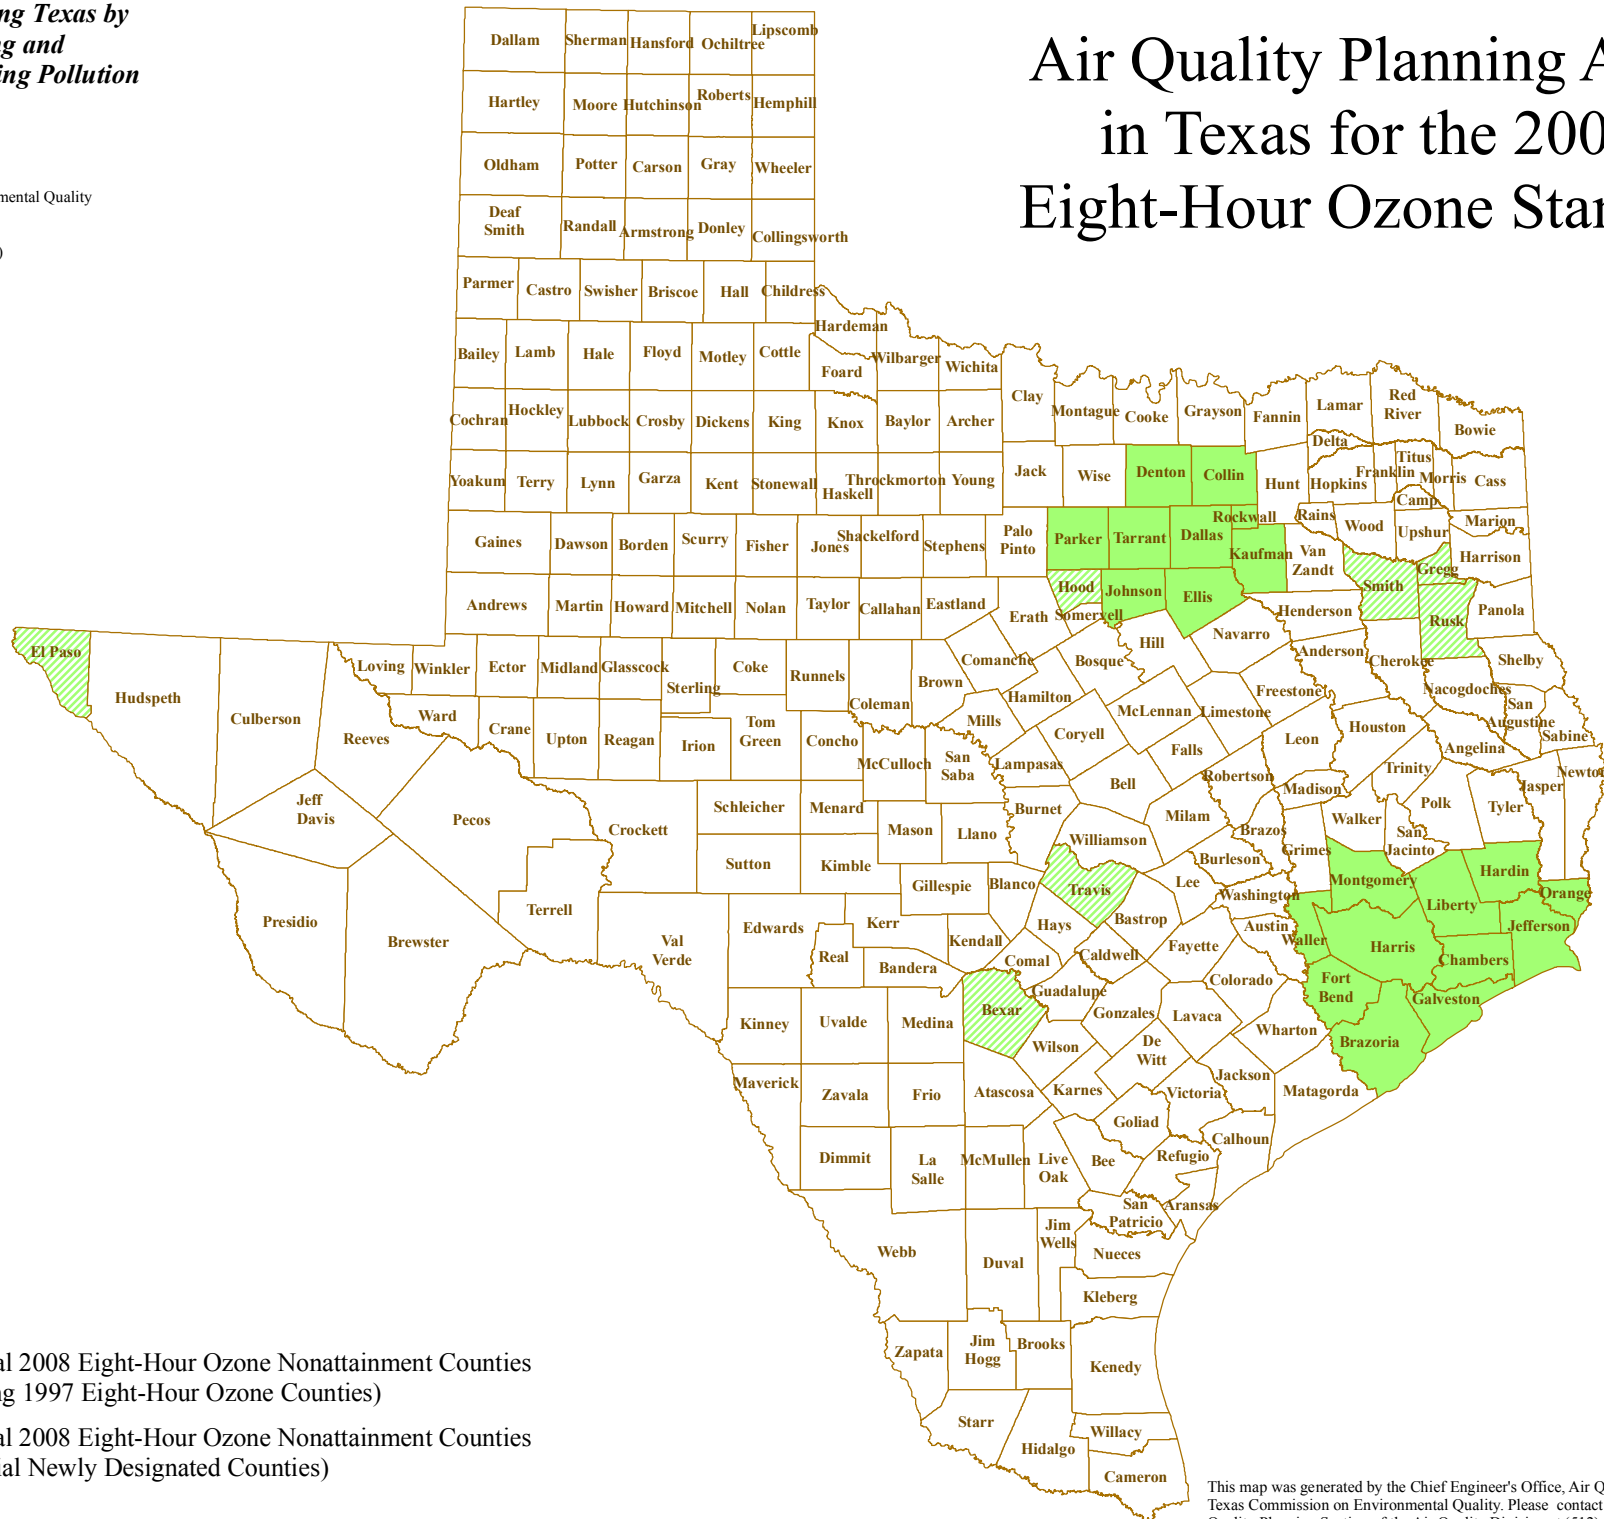 ng Texas by
g and
ing Pollution
mental Quality
)
Air Quality Planning A
in Texas for the 200
Eight-Hour Ozone Star
Dallam Sherman Hansford Ochiltree Lipscomb
Hartley Moore Hutchinson Roberts Hemphill
Oldham Potter Carson Gray Wheeler
Deaf
Smith Randall Armstrong Donley Collingsworth
Parmer Castro Swisher Briscoe Hall Childress
Hardeman
Bailey Lamb Hale Floyd Motley Cottle Foard Wilbarger Wichita
Clay Montague Cooke Grayson Fannin Lamar Red
River Bowie
Cochran Hockley Lubbock Crosby Dickens King Knox Baylor Archer
Delta
Yoakum Terry Lynn Garza Kent Stonewall Haskell Throckmorton Young Jack Wise Denton Collin Hunt Hopkins Franklin Titus Morris Cass
Camp
Gaines Dawson Borden Scurry Fisher Jones Shackelford Stephens Palo
Pinto Parker Tarrant Dallas Rockwall Kaufman Rains Wood Upshur Marion
Van
Zandt Smith Gregg Harrison
Andrews Martin Howard Mitchell Nolan Taylor Callahan Eastland Erath Hood Somervell Johnson Ellis Henderson Rusk Panola
El Paso Hudspeth Culberson Reeves Loving Winkler Ector Midland Glasscock Sterling Coke Runnels Coleman Brown Comanche Bosque Hill Navarro Anderson Cherokee Shelby
Hamilton Freestone Nacogdoches San
Augustine Sabine
Ward Crane Upton Reagan Irion Tom
Green Concho McCulloch San
Saba Mills Lampasas Coryell McLennan Limestone Falls Leon Houston Angelina
Jeff
Davis Pecos Crockett Schleicher Menard Burnet Bell Robertson Madison Trinity Polk Tyler Jasper Newto
Mason Llano Williamson Milam Brazos Walker San
Jacinto
Sutton Kimble Grimes Burleson
Presidio Brewster Terrell Val
Verde Edwards Gillespie Blanco Travis Lee Washington Montgomery Hardin Liberty Orange
Kerr Kendall Hays Bastrop Austin Waller Harris Jefferson
Real Bandera Comal Caldwell Fayette Chambers
Kinney Uvalde Medina Bexar Guadalupe Gonzales Colorado Fort
Bend Galveston
Lavaca Wharton Brazoria
Wilson De
Witt
Maverick Zavala Frio Atascosa Karnes Victoria Jackson Matagorda
Goliad Calhoun
Dimmit La
Salle McMullen Live
Oak Bee Refugio
San
Patricio Aransas
Webb Duval Jim
Wells Nueces
Kleberg
Zapata Jim
Hogg Brooks Kenedy
Starr Hidalgo Willacy
Cameron
al 2008 Eight-Hour Ozone Nonattainment Counties
ng 1997 Eight-Hour Ozone Counties)
al 2008 Eight-Hour Ozone Nonattainment Counties
ial Newly Designated Counties)
This map was generated by the Chief Engineer's Office, Air Q
Texas Commission on Environmental Quality. Please contact